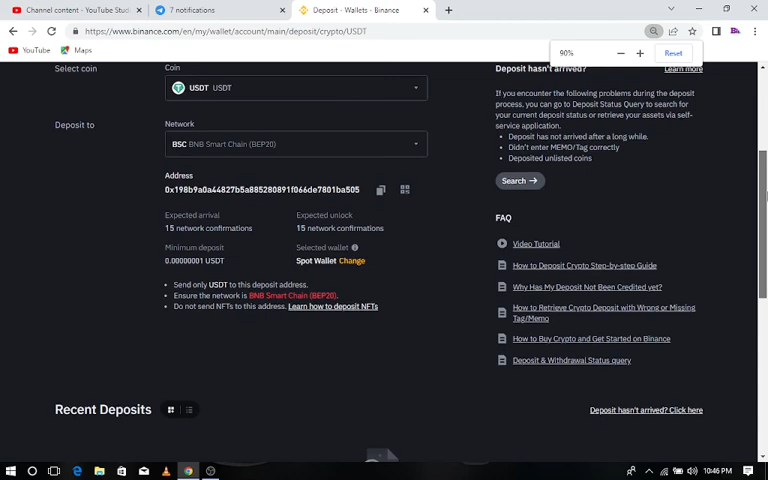 Channel content - YouTube Stud
7 notifications
Deposit - Wallets - Binance
https://www.binance.com/en/my/wallet/account/main/deposit/crypto/USDT
YouTube
Maps
90%
Reset
Select coin
Coin
USDT USDT
Deposit to
Network
BSC BNB Smart Chain (BEP20)
Address
0x198b9a0a44827b5a885280891f066de7801ba505
Expected arrival
Expected unlock
15 network confirmations
15 network confirmations
Minimum deposit
Selected wallet
0.00000001 USDT
Spot Wallet Change
Send only USDT to this deposit address.
Ensure the network is BNB Smart Chain (BEP20).
Do not send NFTs to this address. Learn how to deposit NFTs
Deposit hasn't arrived?
Learn more
If you encounter the following problems during the deposit
process, you can go to Deposit Status Query to search for
your current deposit status or retrieve your assets via self-
service application.
Deposit has not arrived after a long while.
Didn't enter MEMO/Tag correctly
Deposited unlisted coins
Search →
FAQ
Video Tutorial
How to Deposit Crypto Step-by-step Guide
Why Has My Deposit Not Been Credited yet?
How to Retrieve Crypto Deposit with Wrong or Missing
Tag/Memo
How to Buy Crypto and Get Started on Binance
Deposit & Withdrawal Status query
Recent Deposits
Deposit hasn't arrived? Click here
10:46 PM